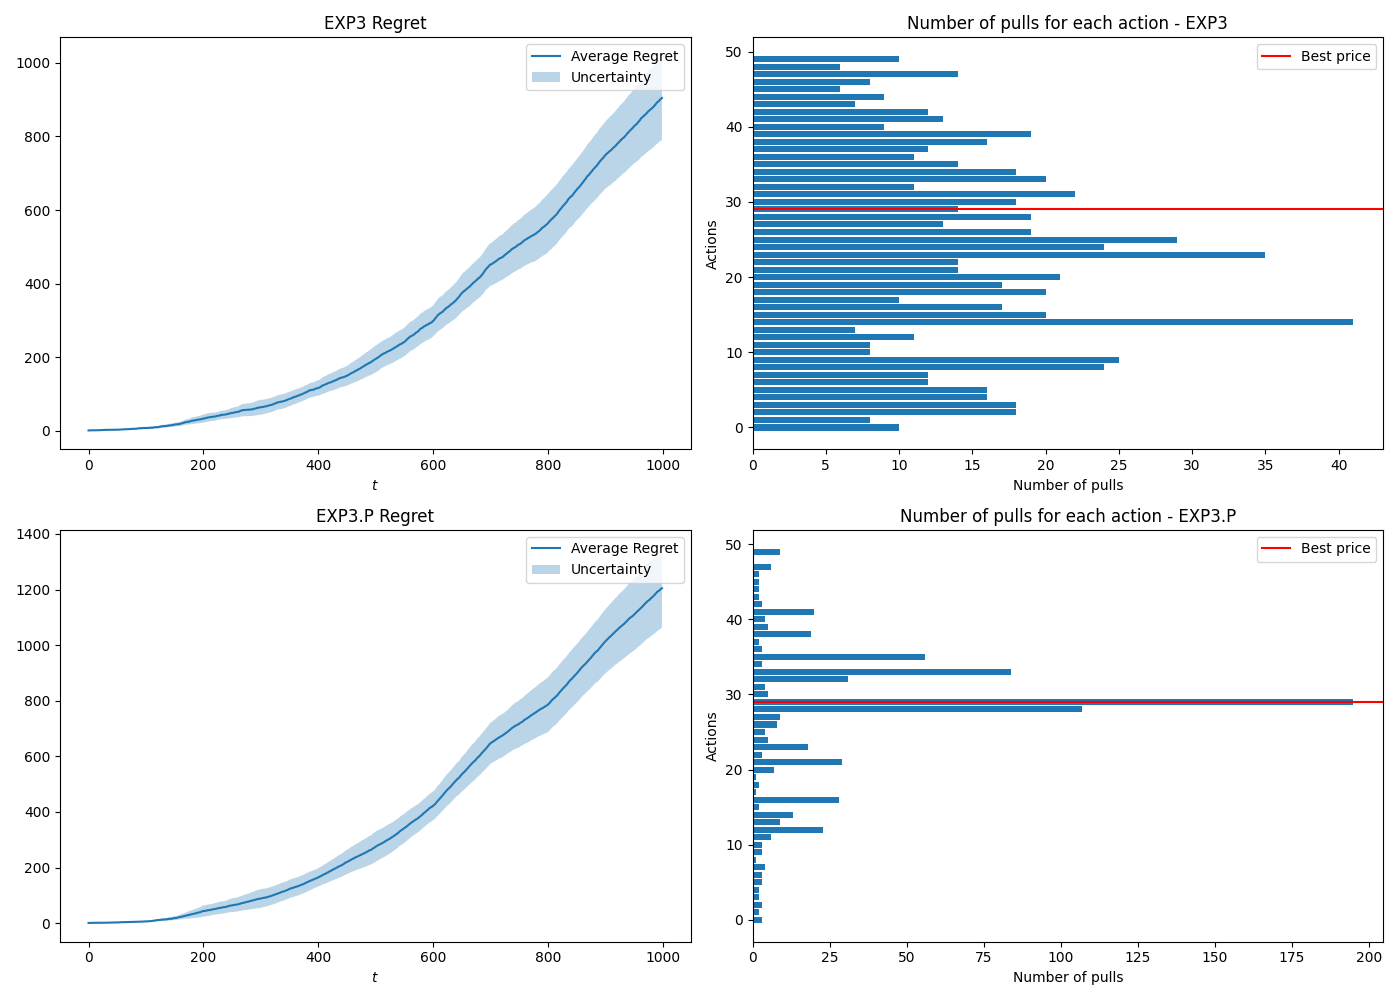 EXP3 Regret
Average Regret
Uncertainty
1000
800
600
400
200
0
0 200 400 600 800 1000
t
Number of pulls for each action - EXP3
Best price
Actions
50
40
30
20
10
0
0 5 10 15 20 25 30 35 40
Number of pulls
EXP3.P Regret
Average Regret
Uncertainty
1400
1200
1000
800
600
400
200
0
0 200 400 600 800 1000
t
Number of pulls for each action - EXP3.P
Best price
Actions
50
40
30
20
10
0
0 25 50 75 100 125 150 175 200
Number of pulls